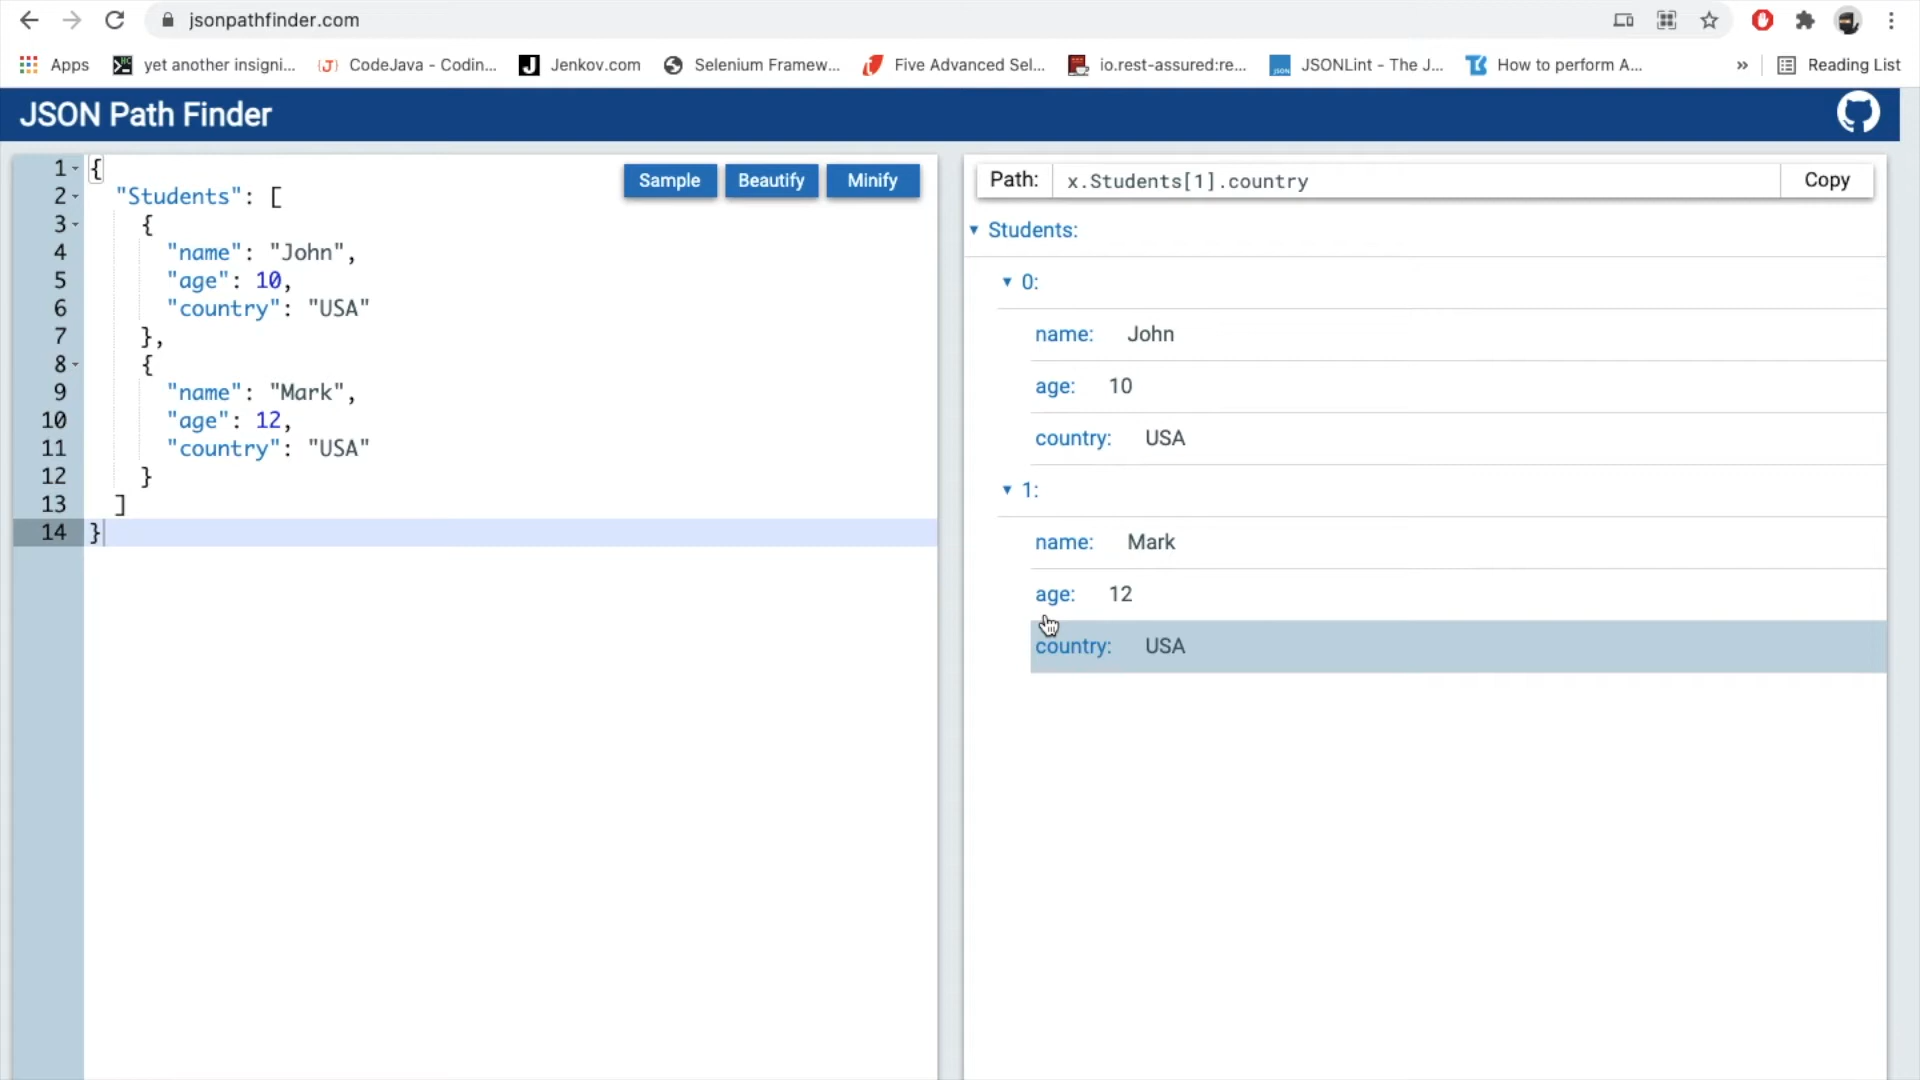 jsonpathfinder.com
Apps yet another insigni... CodeJava - Codin... Jenkov.com Selenium Framew... Five Advanced Sel... io.rest-assured:re... JSONLint - The J... How to perform A... » Reading List
JSON Path Finder
Sample Beautify Minify
1 {
2 "Students": [
3 {
4 "name": "John",
5 "age": 10,
6 "country": "USA"
7 },
8 {
9 "name": "Mark",
10 "age": 12,
11 "country": "USA"
12 }
13 ]
14 }
Path: x.Students[1].country Copy
Students:
0:
name: John
age: 10
country: USA
1:
name: Mark
age: 12
country: USA